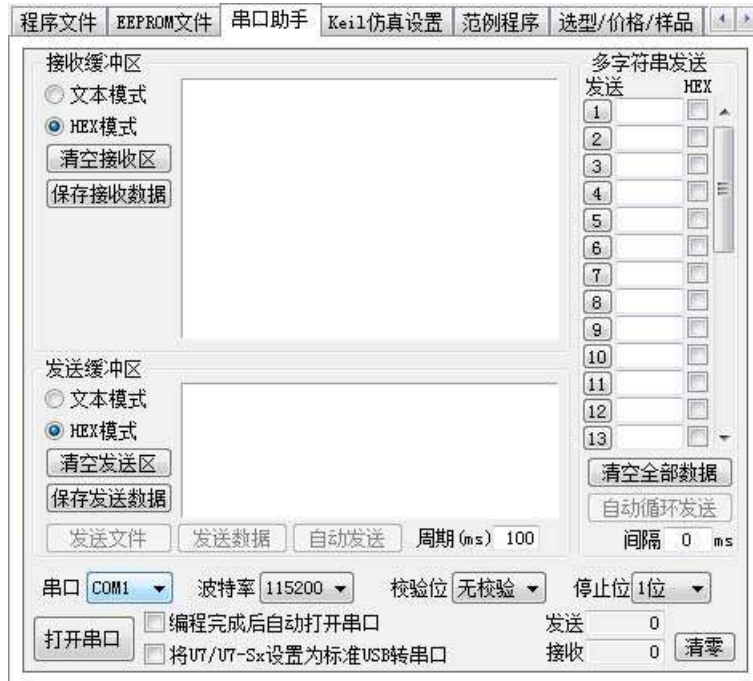 程序文件 EEPROM文件 串口助手 Keil仿真设置 范例程序 选型/价格/样品
接收缓冲区
文本模式
HEX模式
清空接收区
保存接收数据
多字符串发送
发送 HEX
1
2
3
4
5
6
7
8
9
10
11
12
13
清空全部数据
自动循环发送
间隔 0 ms
发送缓冲区
文本模式
HEX模式
清空发送区
保存发送数据
发送文件 发送数据 自动发送 周期(ms) 100
串口 COM1 波特率 115200 校验位 无校验 停止位 1位
打开串口
编程完成后自动打开串口
将U7/U7-Sx设置为标准USB转串口
发送 0
接收 0
清零